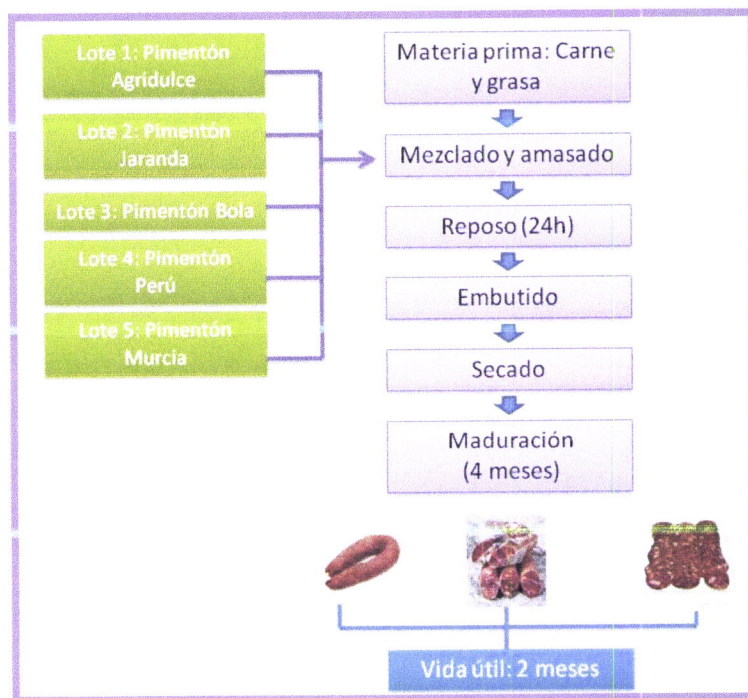 Lote 1: Pimentón
Agridulce
Lote 2: Pimentón
Jaranda
Lote 3: Pimentón Bola
Lote 4: Pimentón
Perú
Lote 5: Pimentón
Murcia
Materia prima: Carne
y grasa
Mezclado y amasado
Reposo (24h)
Embutido
Secado
Maduración
(4 meses)
Vida útil: 2 meses